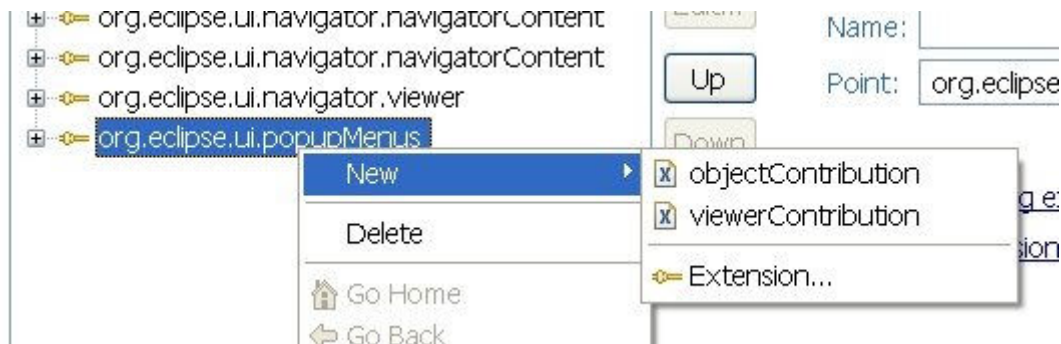 org.eclipse.ui.navigator.navigatorContent
org.eclipse.ui.navigator.navigatorContent
org.eclipse.ui.navigator.viewer
org.eclipse.ui.popupMenus
New
Delete
Go Home
Go Back
Up
Down
Name:
Point: org.eclipse
objectContribution
viewerContribution
Extension...